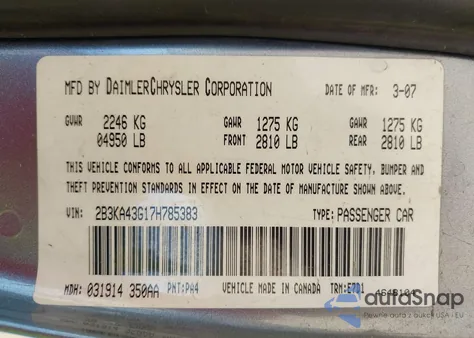 MFD BY DAIMLERCHRYSLER CORPORATION DATE OF MFR: 3-07
GVWR 2246 KG GAWR 1275 KG GAWR 1275 KG
04950 LB FRONT 2810 LB REAR 2810 LB
THIS VEHICLE CONFORMS TO ALL APPLICABLE FEDERAL MOTOR VEHICLE SAFETY, BUMPER AND
THEFT PREVENTION STANDARDS IN EFFECT ON THE DATE OF MANUFACTURE SHOWN ABOVE.
VIN: 2B3KA43G17H785383 TYPE: PASSENGER CAR
MDH: 031914 350AA PNT: PA4 VEHICLE MADE IN CANADA TRM: E7D1
autoSnap